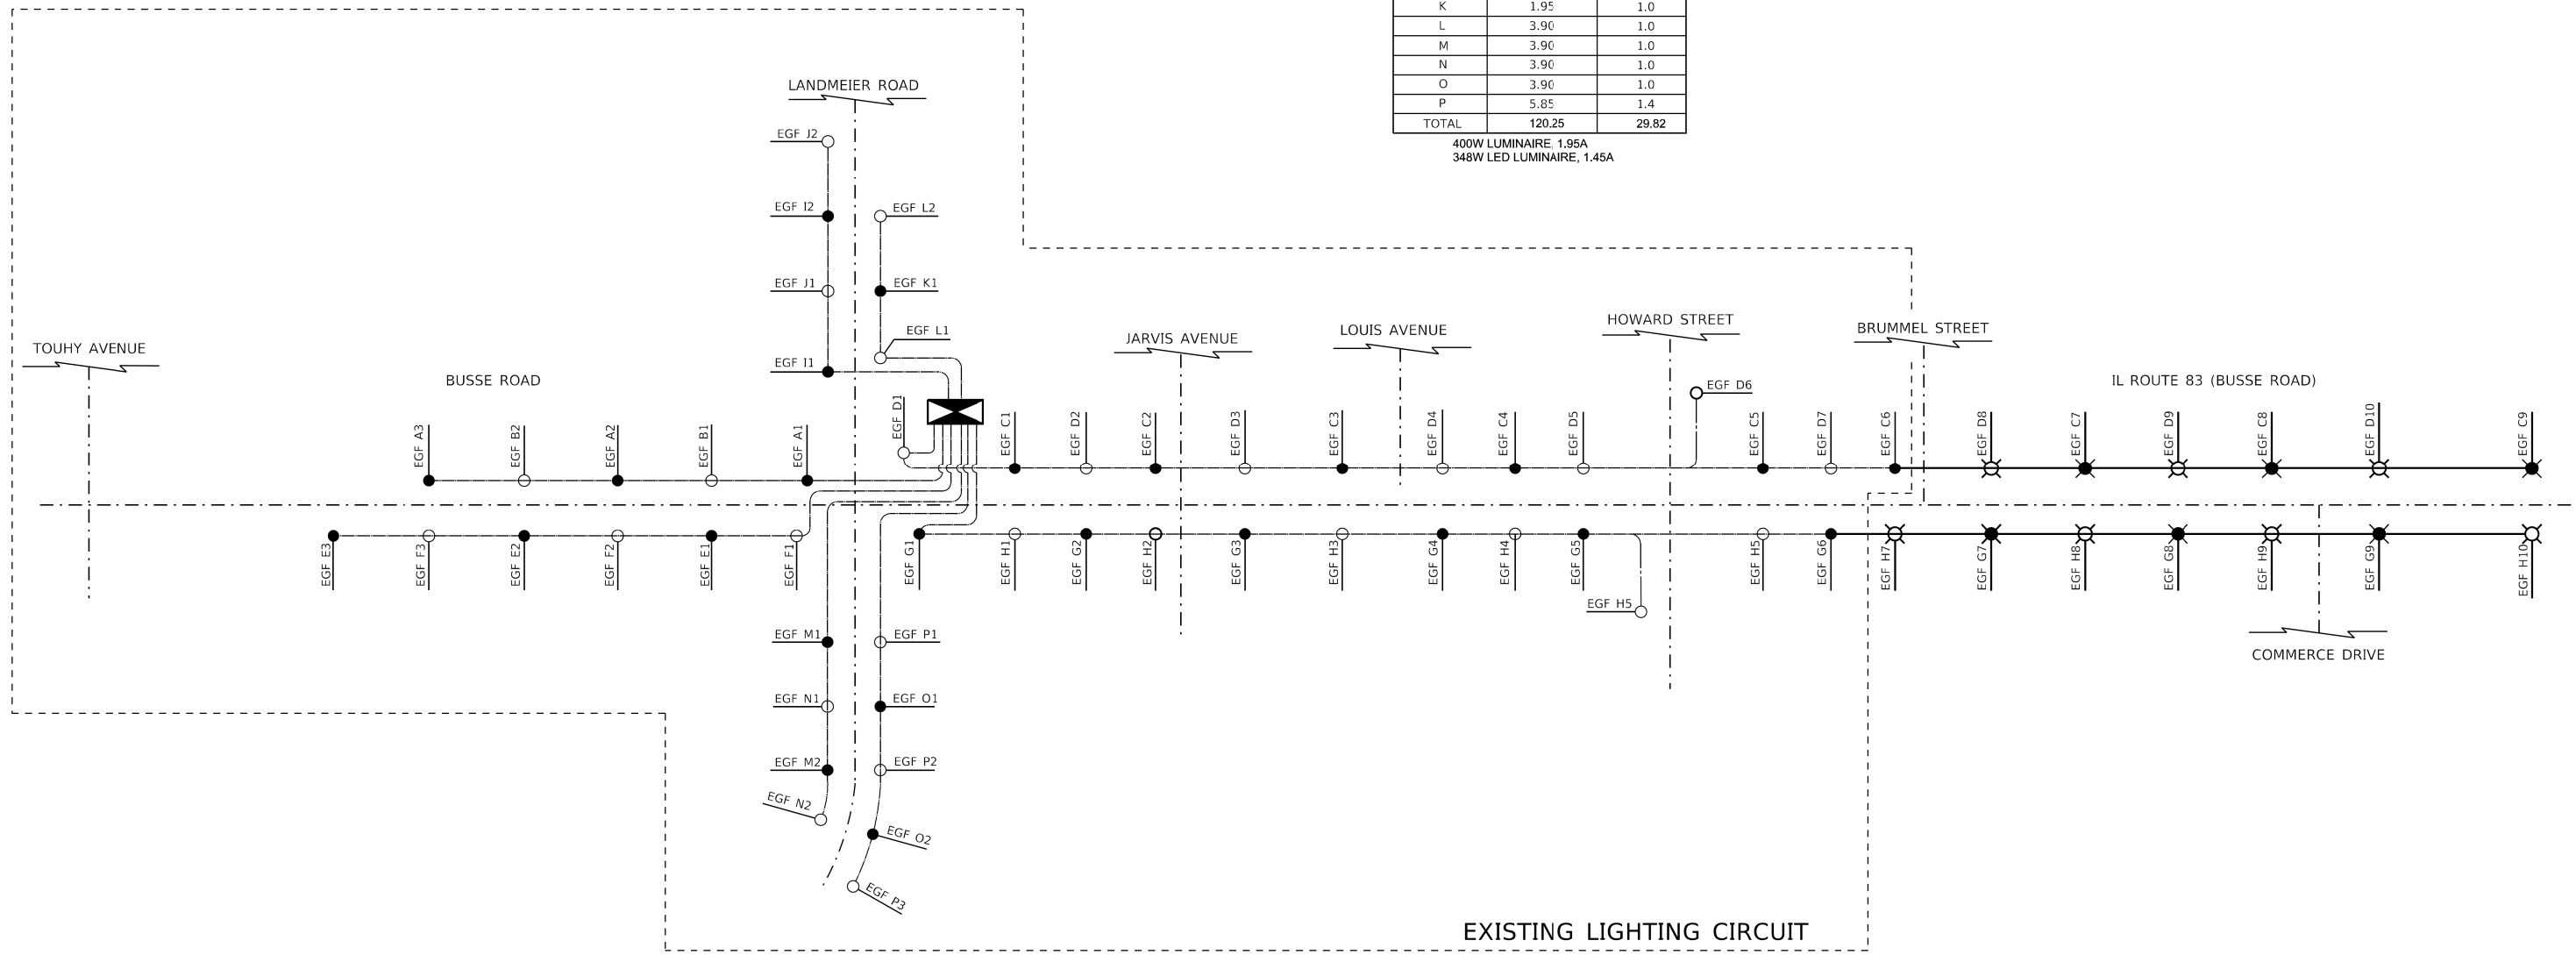 K 1.95 1.0
L 3.90 1.0
M 3.90 1.0
N 3.90 1.0
O 3.90 1.0
P 5.85 1.4
TOTAL 120.25 29.82
400W LUMINAIRE, 1.95A
348W LED LUMINAIRE, 1.45A
LANDMEIER ROAD
EGF J2
EGF I2
EGF L2
EGF J1
EGF K1
EGF L1
EGF I1
TOUHY AVENUE
BUSSE ROAD
JARVIS AVENUE
LOUIS AVENUE
HOWARD STREET
BRUMMEL STREET
IL ROUTE 83 (BUSSE ROAD)
EGF D6
EGF A3
EGF B2
EGF A2
EGF B1
EGF A1
EGF D1
EGF C1
EGF D2
EGF C2
EGF D3
EGF C3
EGF D4
EGF C4
EGF D5
EGF C5
EGF D7
EGF C6
EGF D8
EGF C7
EGF D9
EGF C8
EGF D10
EGF C9
EGF E3
EGF F3
EGF E2
EGF F2
EGF E1
EGF F1
EGF G1
EGF H1
EGF G2
EGF H2
EGF G3
EGF H3
EGF G4
EGF H4
EGF G5
EGF H5
EGF G6
EGF H7
EGF G7
EGF H8
EGF G8
EGF H9
EGF G9
EGF H10
EGF H5
EGF M1
EGF P1
COMMERCE DRIVE
EGF N1
EGF O1
EGF M2
EGF P2
EGF N2
EGF O2
EGF P3
EXISTING LIGHTING CIRCUIT